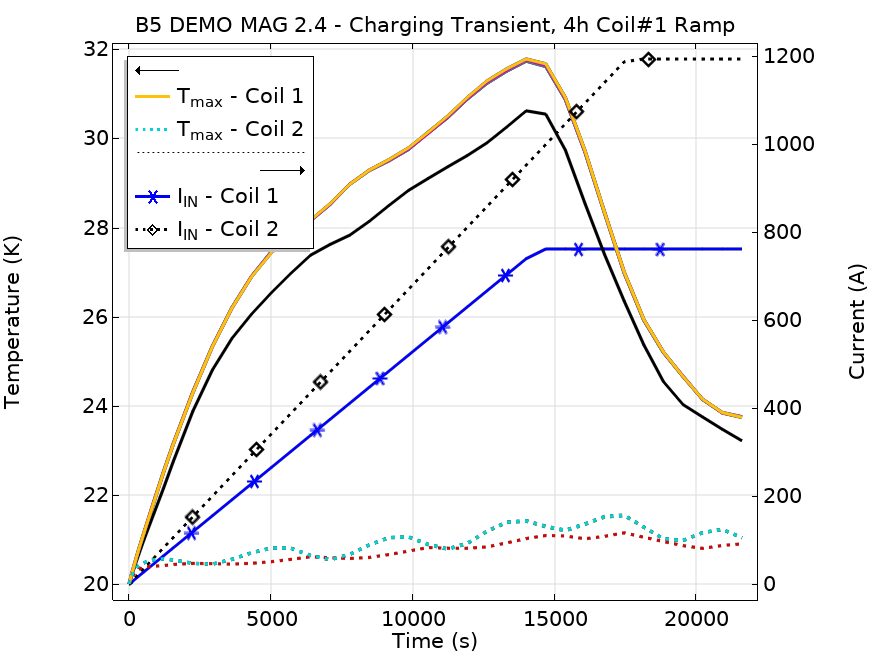 B5 DEMO MAG 2.4 - Charging Transient, 4h Coil#1 Ramp
Temperature (K)
32
30
28
26
24
22
20
Tmax - Coil 1
Tmax - Coil 2
IIN - Coil 1
IIN - Coil 2
1200
1000
800
600
400
200
0
Current (A)
0 5000 10000 15000 20000
Time (s)